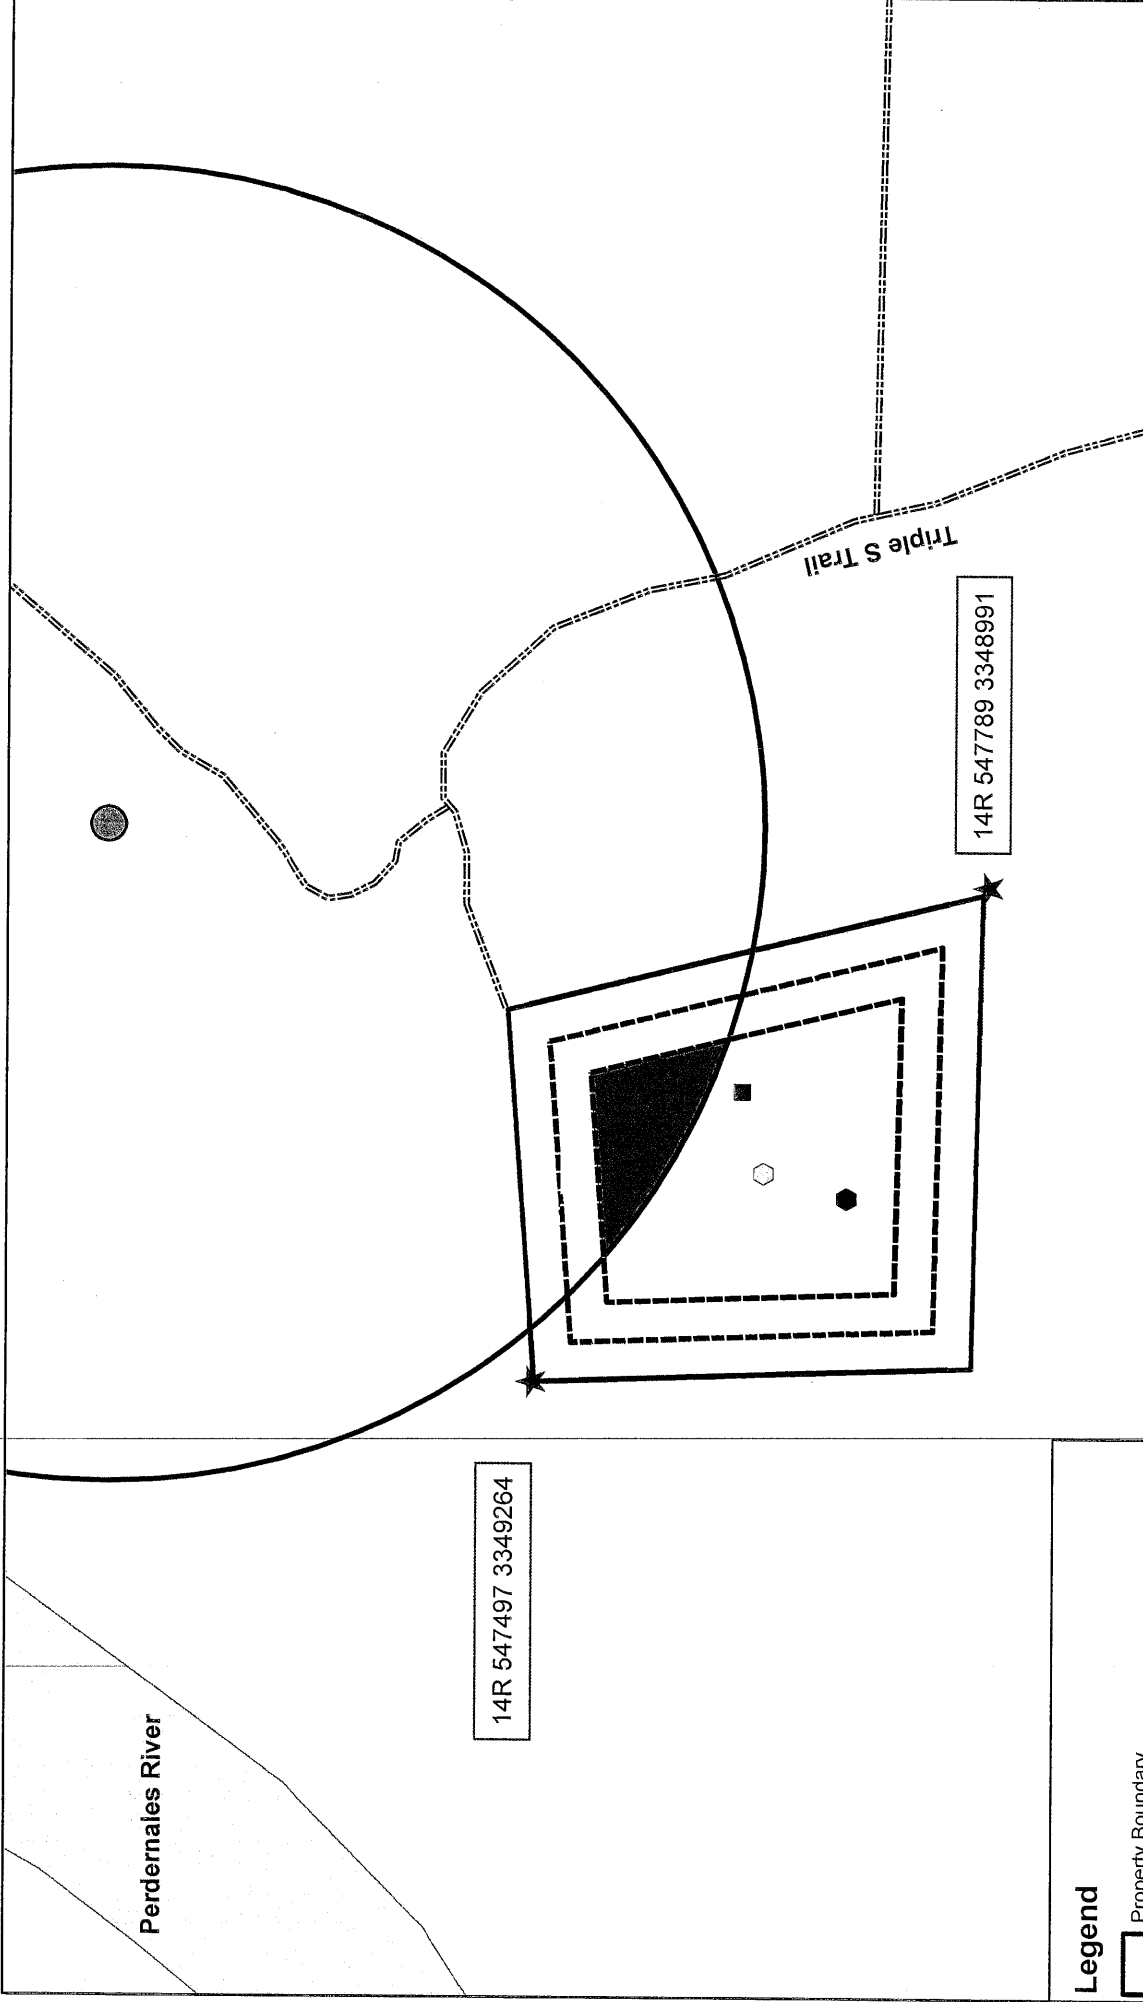 Perdernales River
14R 547497 3349264
Triple S Trail
14R 547789 3348991
Legend
Property Boundary